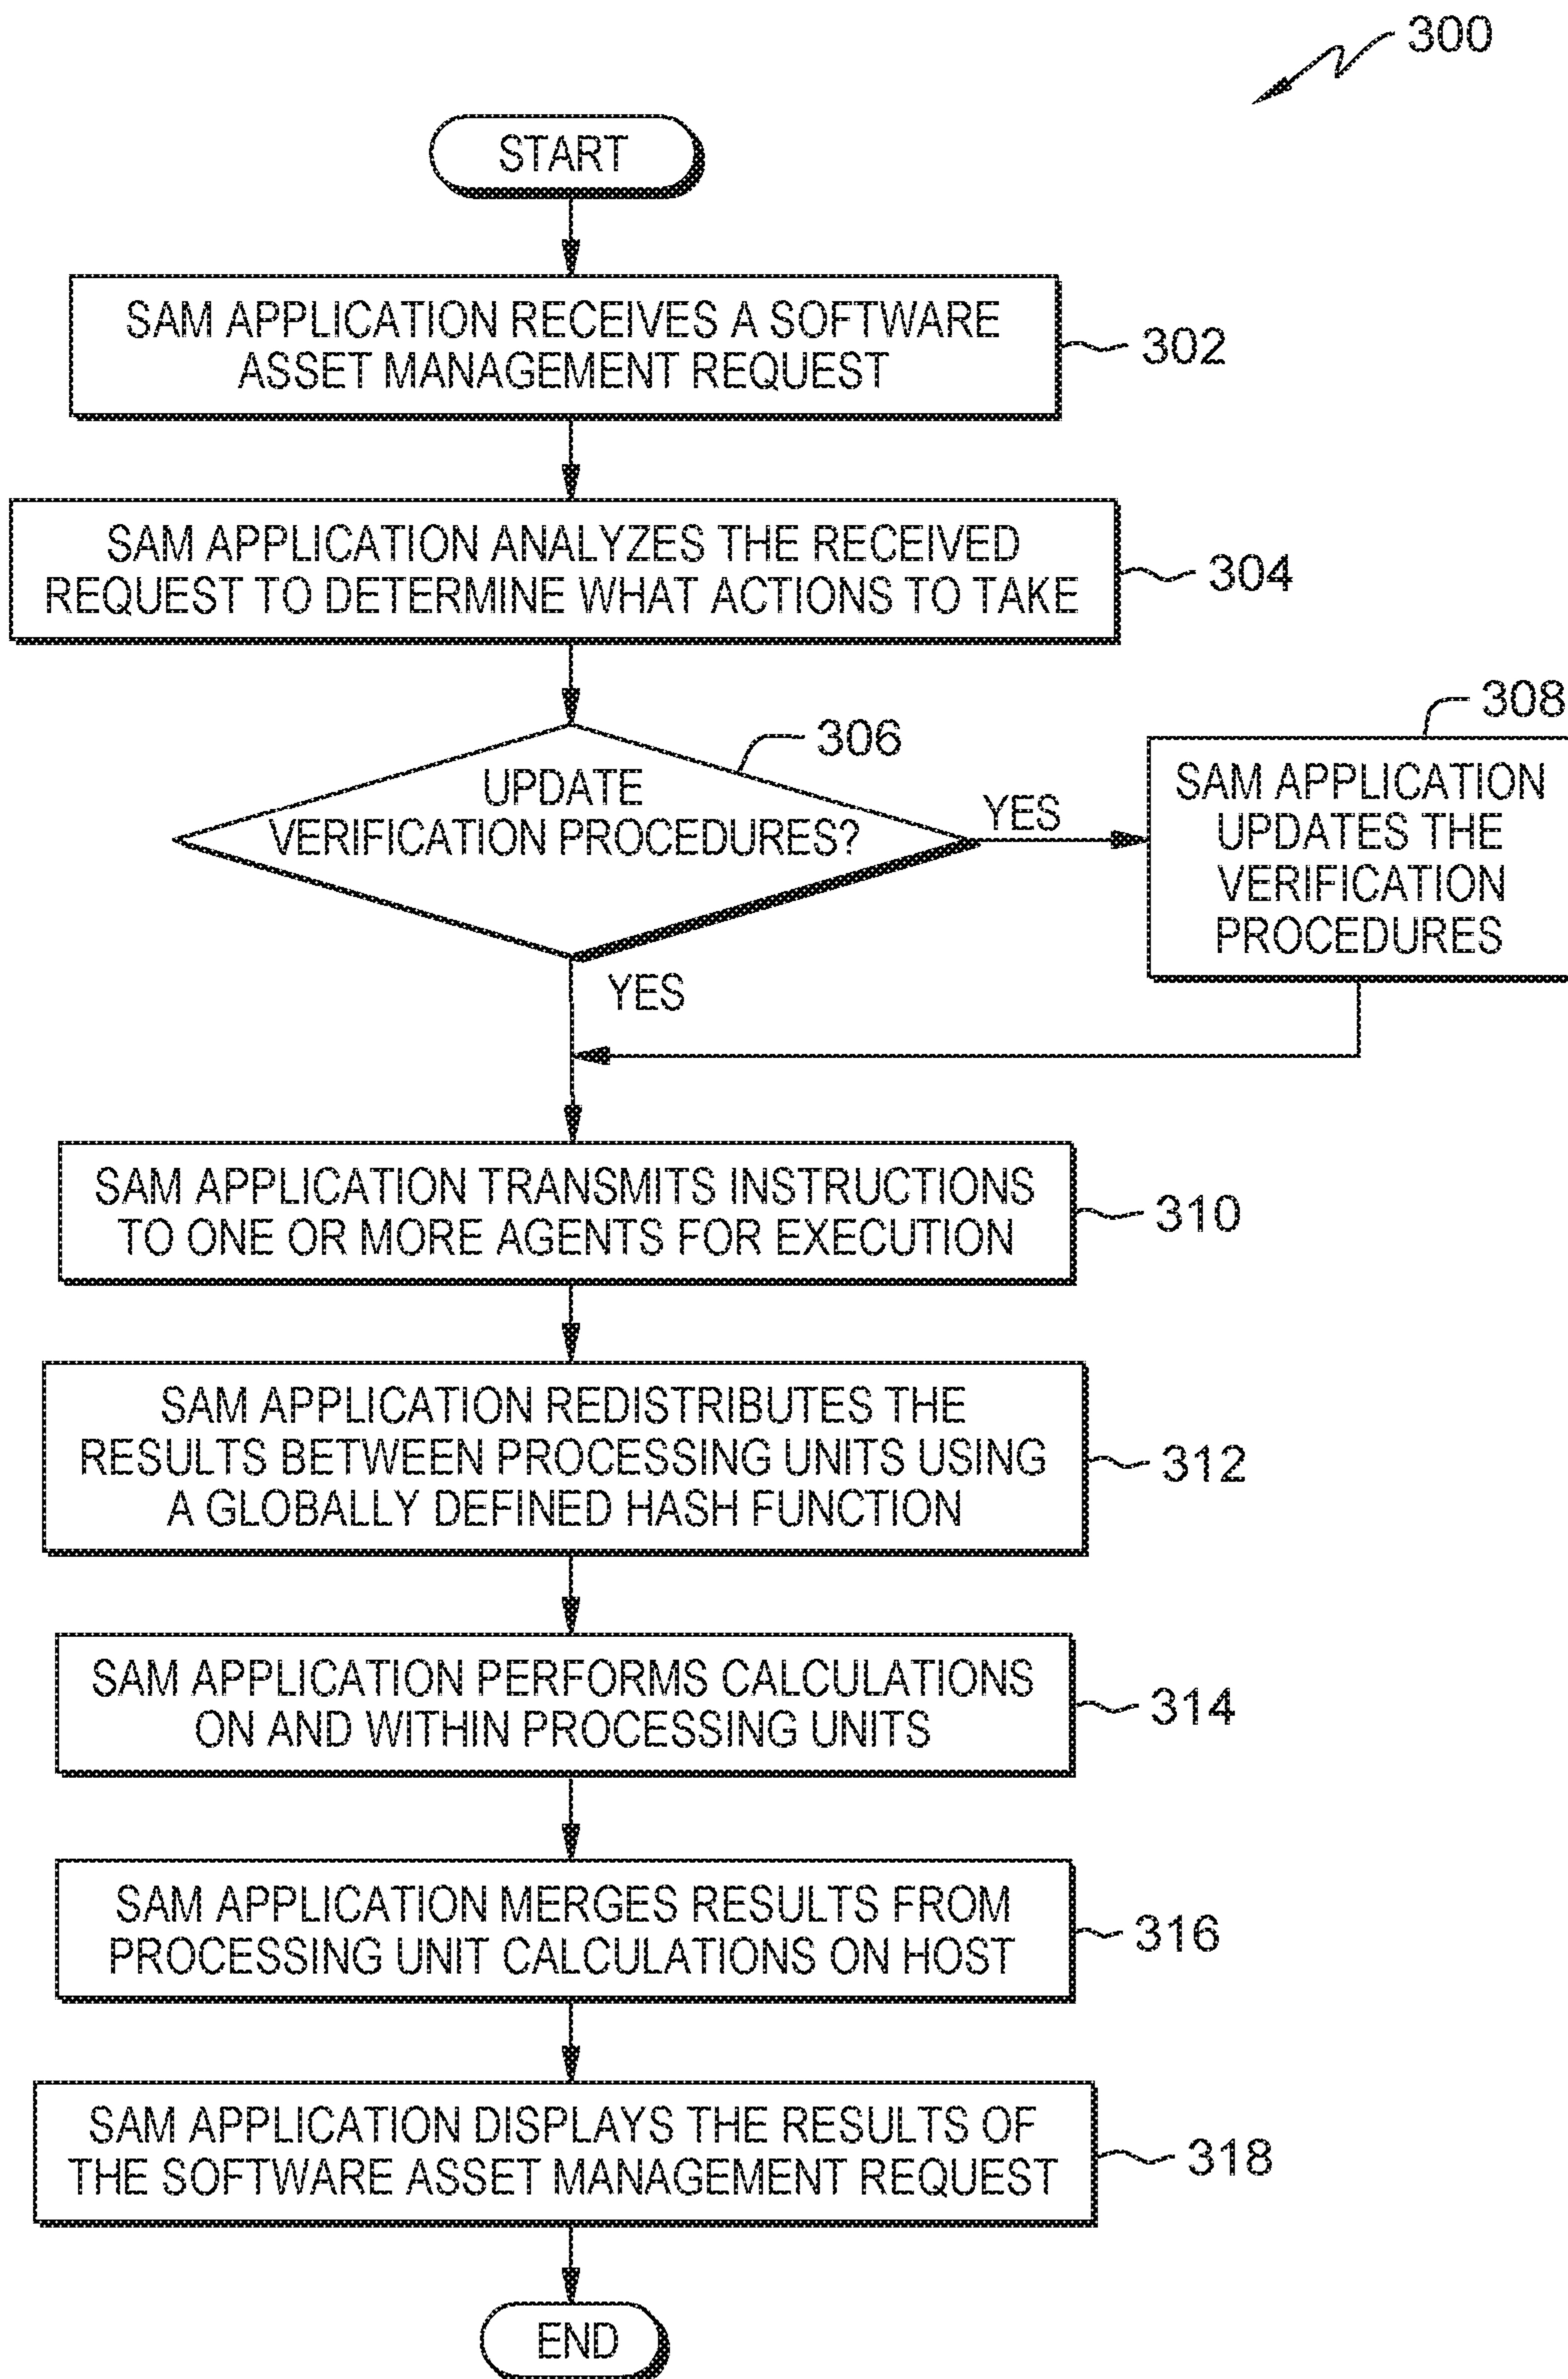 300
START
SAM APPLICATION RECEIVES A SOFTWARE
ASSET MANAGEMENT REQUEST
302
SAM APPLICATION ANALYZES THE RECEIVED
REQUEST TO DETERMINE WHAT ACTIONS TO TAKE
304
306
UPDATE
VERIFICATION PROCEDURES?
YES
308
SAM APPLICATION
UPDATES THE
VERIFICATION
PROCEDURES
YES
SAM APPLICATION TRANSMITS INSTRUCTIONS
TO ONE OR MORE AGENTS FOR EXECUTION
310
SAM APPLICATION REDISTRIBUTES THE
RESULTS BETWEEN PROCESSING UNITS USING
A GLOBALLY DEFINED HASH FUNCTION
312
SAM APPLICATION PERFORMS CALCULATIONS
ON AND WITHIN PROCESSING UNITS
314
SAM APPLICATION MERGES RESULTS FROM
PROCESSING UNIT CALCULATIONS ON HOST
316
SAM APPLICATION DISPLAYS THE RESULTS OF
THE SOFTWARE ASSET MANAGEMENT REQUEST
318
END